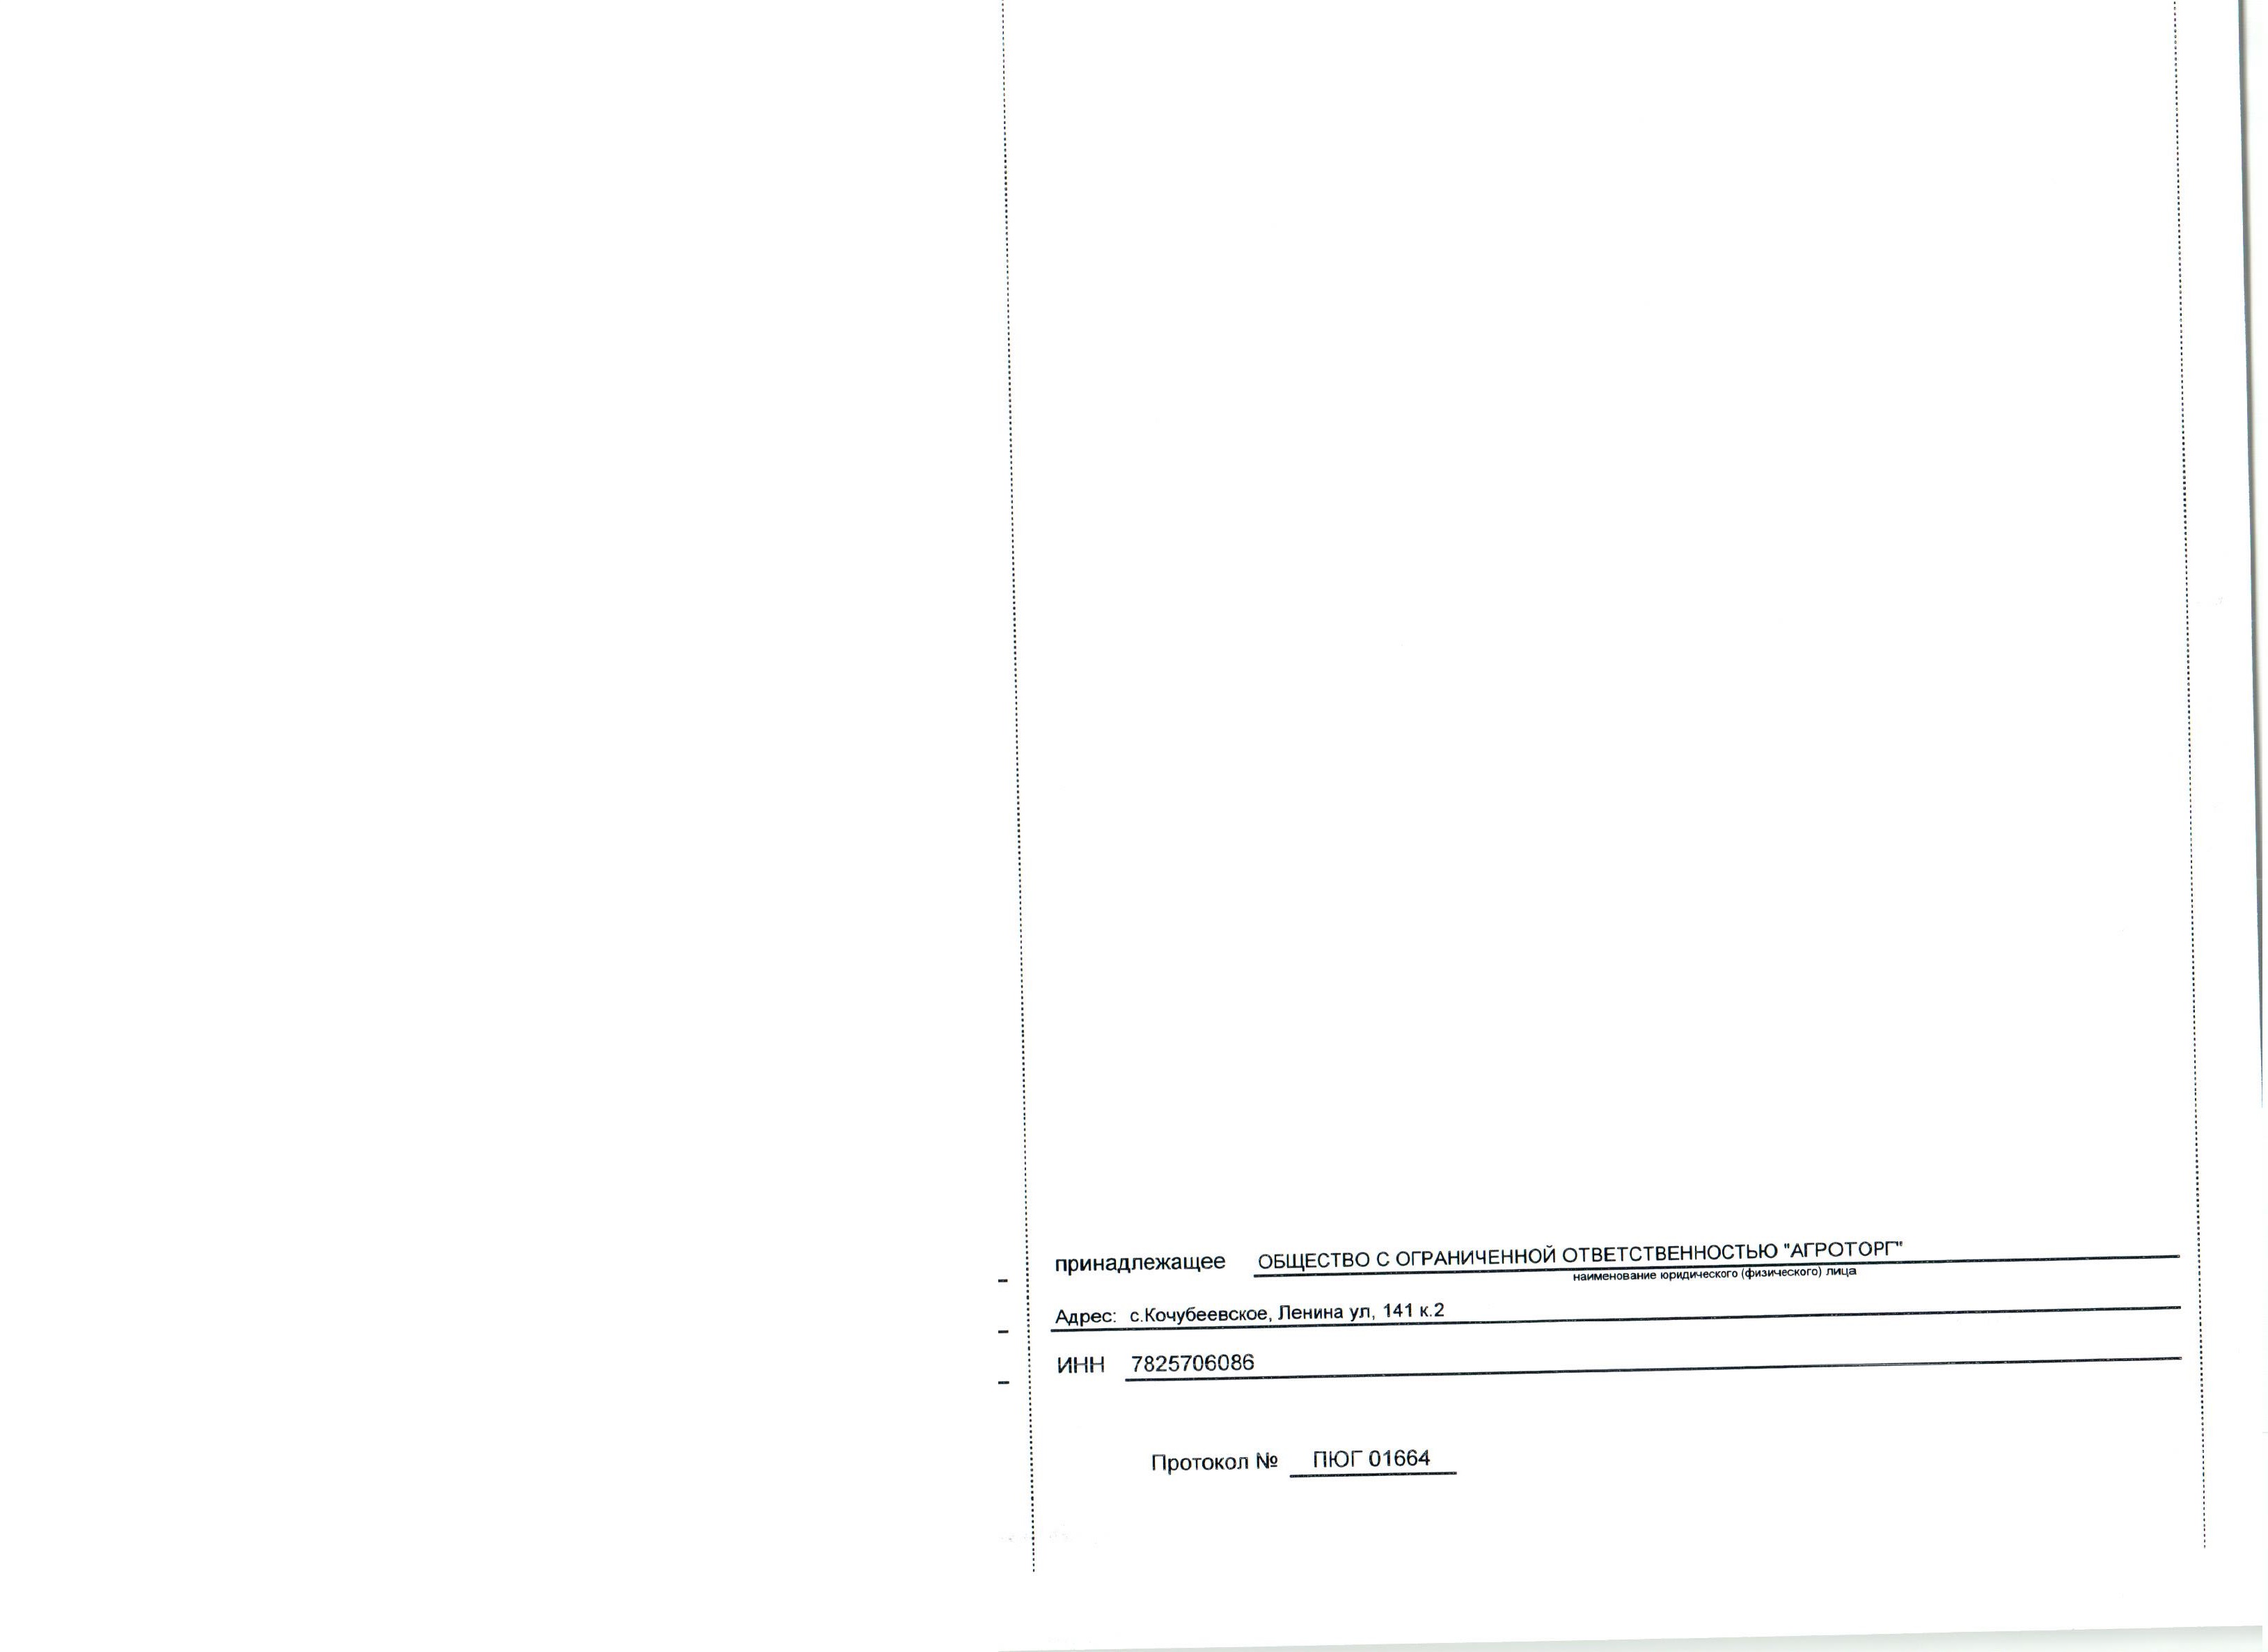 принадлежащее ОБЩЕСТВО С ОГРАНИЧЕННОЙ ОТВЕТСТВЕННОСТЬЮ "АГРОТОРГ"
наименование юридического (физического) лица
Адрес: с.Кочубеевское, Ленина ул, 141 к.2
ИНН 7825706086
Протокол № ПЮГ 01664